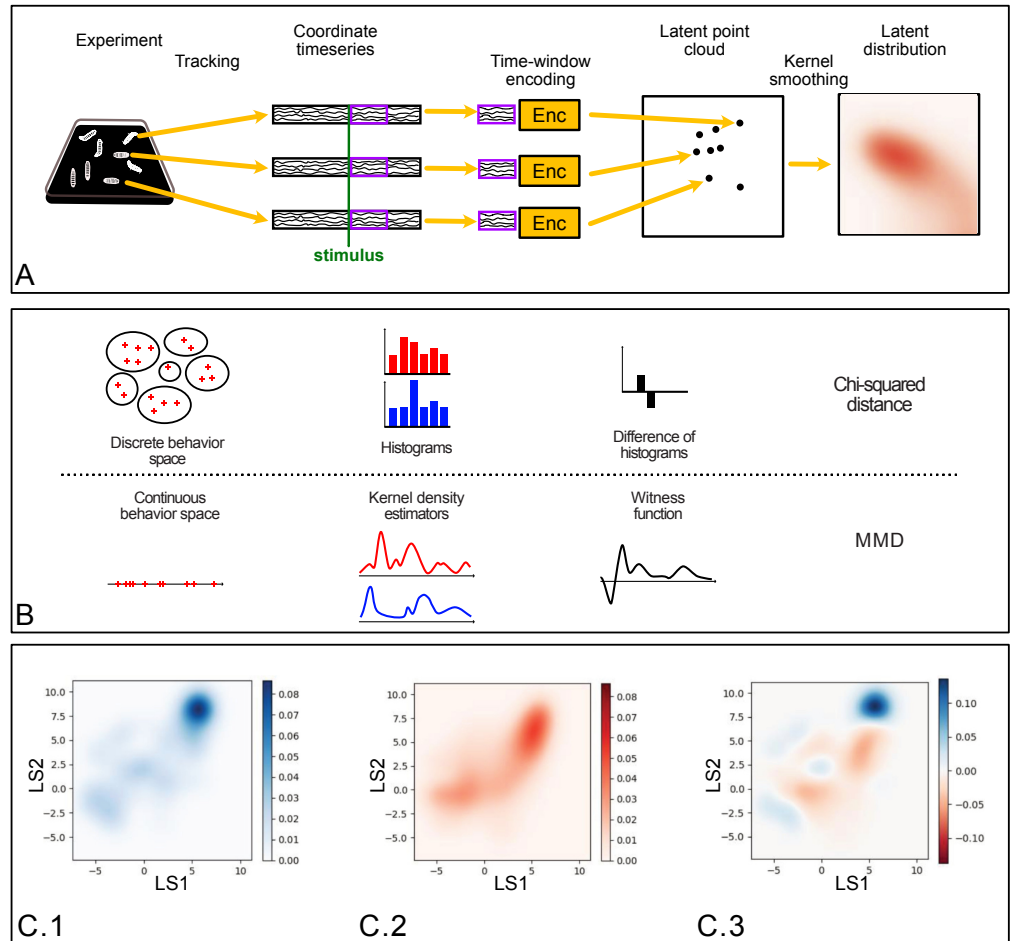 Experiment
Tracking
Coordinate
timeseries
Time-window
encoding
Latent point
cloud
Kernel
smoothing
Latent
distribution
Enc
Enc
Enc
stimulus
A
Discrete behavior
space
Histograms
Difference of
histograms
Chi-squared
distance
Continuous
behavior space
Kernel density
estimators
Witness
function
MMD
B
10.0
7.5
5.0
2.5
0.0
−2.5
−5.0
LS2
−5
0
5
10
LS1
0.08
0.07
0.06
0.05
0.04
0.03
0.02
0.01
0.00
C.1
10.0
7.5
5.0
2.5
0.0
−2.5
−5.0
LS2
−5
0
5
10
LS1
0.08
0.07
0.06
0.05
0.04
0.03
0.02
0.01
0.00
C.2
10.0
7.5
5.0
2.5
0.0
−2.5
−5.0
LS2
−5
0
5
10
LS1
0.10
0.05
0.00
−0.05
−0.10
C.3